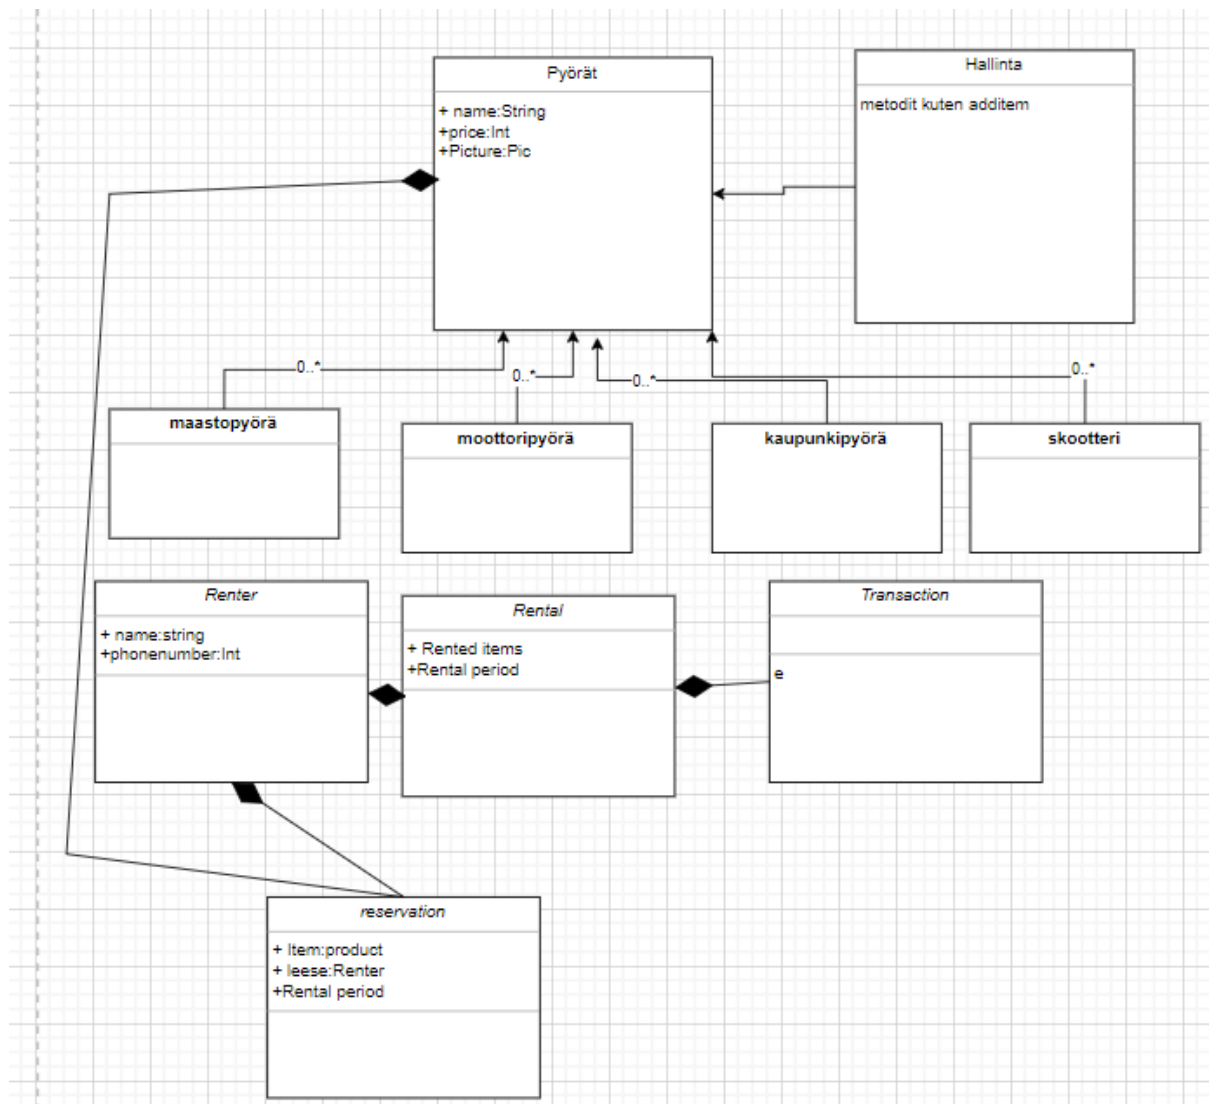 Pyörät
+ name:String
+price:Int
+Picture:Pic
Hallinta
metodit kuten additem
0..*
0..*
0..*
0..*
maastopyörä
moottoripyörä
kaupunkipyörä
skootteri
Renter
+ name:string
+phonenumber:Int
Rental
+ Rented items
+Rental period
Transaction
e
reservation
+ Item:product
+ leese:Renter
+Rental period